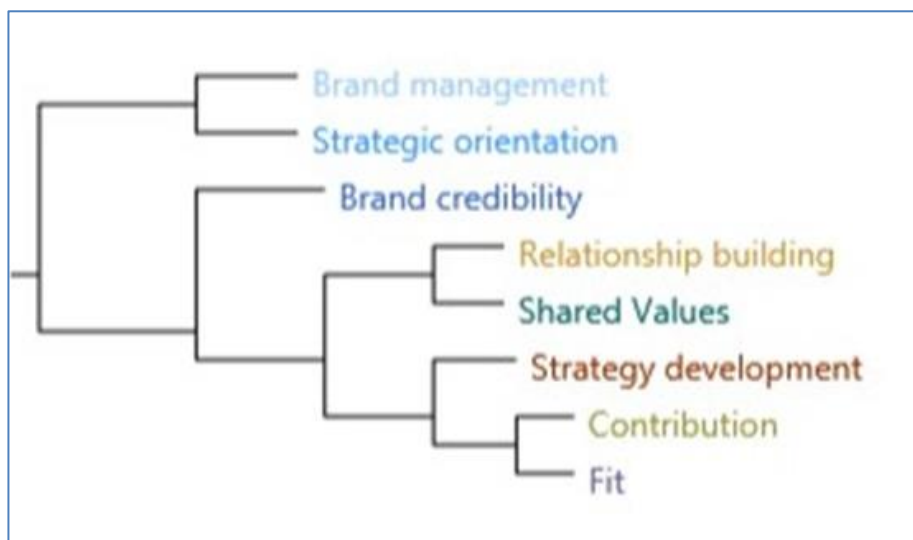 Brand management
Strategic orientation
Brand credibility
Relationship building
Shared Values
Strategy development
Contribution
Fit